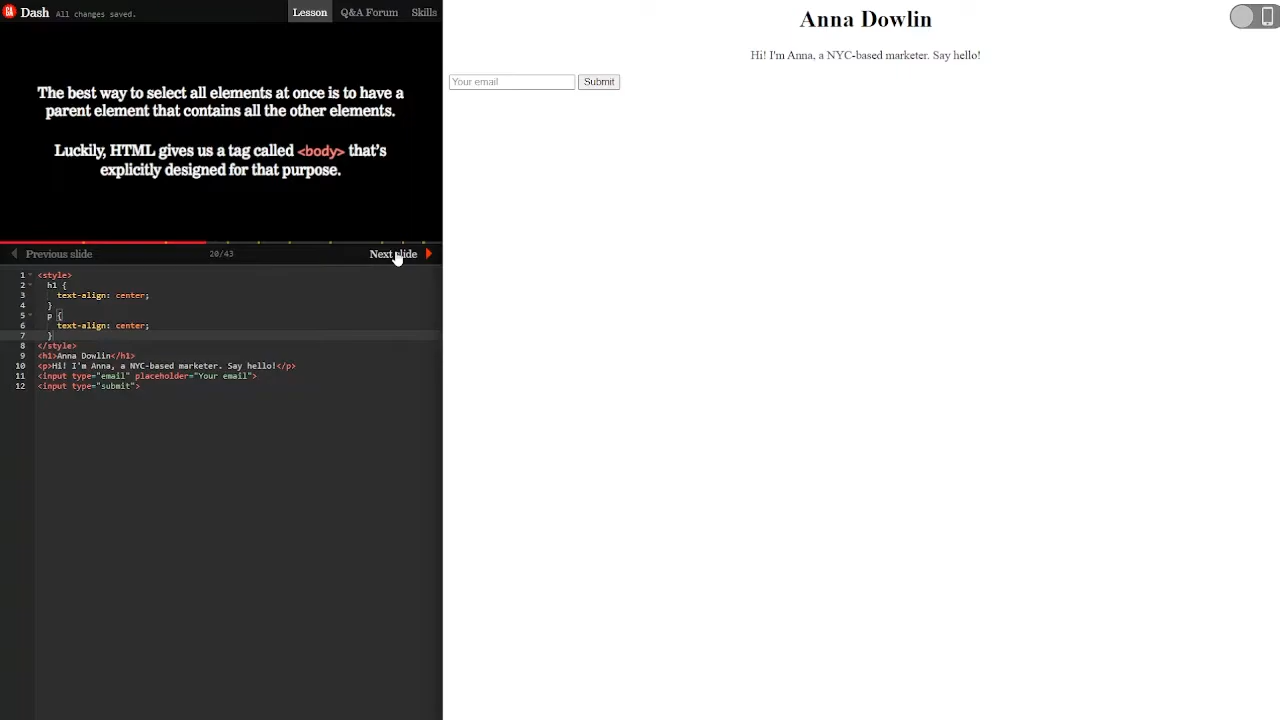 GA Dash All changes saved. Lesson Q&A Forum Skills
The best way to select all elements at once is to have a
parent element that contains all the other elements.
Luckily, HTML gives us a tag called <body> that's
explicitly designed for that purpose.
Previous slide 20/43 Next slide
1 <style>
2 h1 {
3 text-align: center;
4 }
5 p {
6 text-align: center;
7 }
8 </style>
9 <h1>Anna Dowlin</h1>
10 <p>Hi! I'm Anna, a NYC-based marketer. Say hello!</p>
11 <input type="email" placeholder="Your email">
12 <input type="submit">
Anna Dowlin
Hi! I'm Anna, a NYC-based marketer. Say hello!
Your email Submit